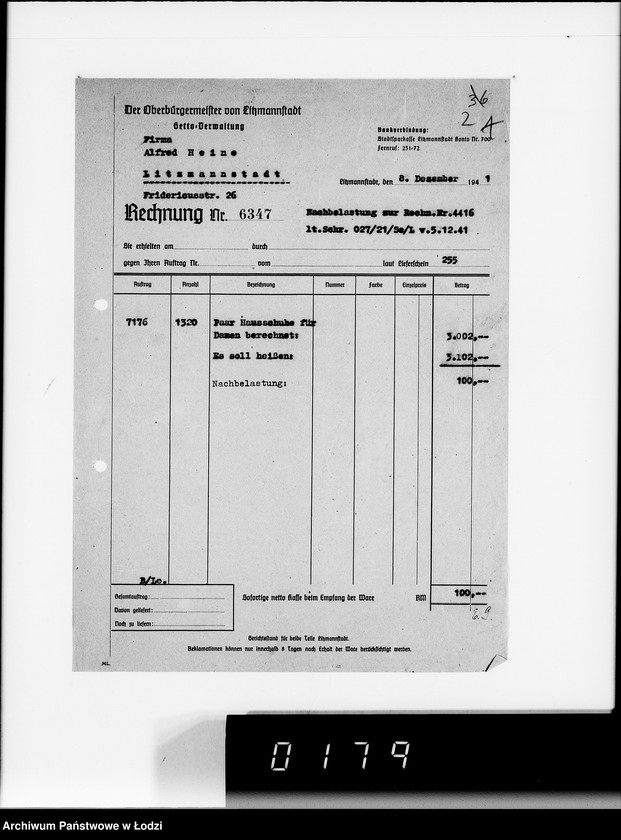 36
2 A
Der Oberbürgermeister von Litzmannstadt
Getto-Verwaltung
Firma
Alfred Heine
Litzmannstadt
Fridericusstr. 26
Bankverbindung:
Stadtsparkasse Litzmannstadt Konto Nr. 700
Fernruf: 251-72
Litzmannstadt, den 8. Dezember 1941
Rechnung Nr. 6347
Nachbelastung zur Rechn.Nr.4416
lt.Schr. 027/21/Se/L v.5.12.41
Sie erhielten am durch
gegen Ihren Auftrag Nr. vom laut Lieferschein 255
Auftrag Anzahl Bezeichnung Nummer Farbe Einzelpreis Betrag
7176 1320 Paar Hausschuhe für
Damen berechnet: 3.002,--
Es soll heißen: 3.102,--
Nachbelastung: 100,--
B/Lc.
Gesamtauftrag:
Davon geliefert:
Noch zu liefern:
Sofortige netto Kasse beim Empfang der Ware RM 100,--
Gerichtsstand für beide Teile Litzmannstadt.
Reklamationen können nur innerhalb 8 Tagen nach Erhalt der Ware berücksichtigt werden.
ML.
0179
Archiwum Państwowe w Łodzi